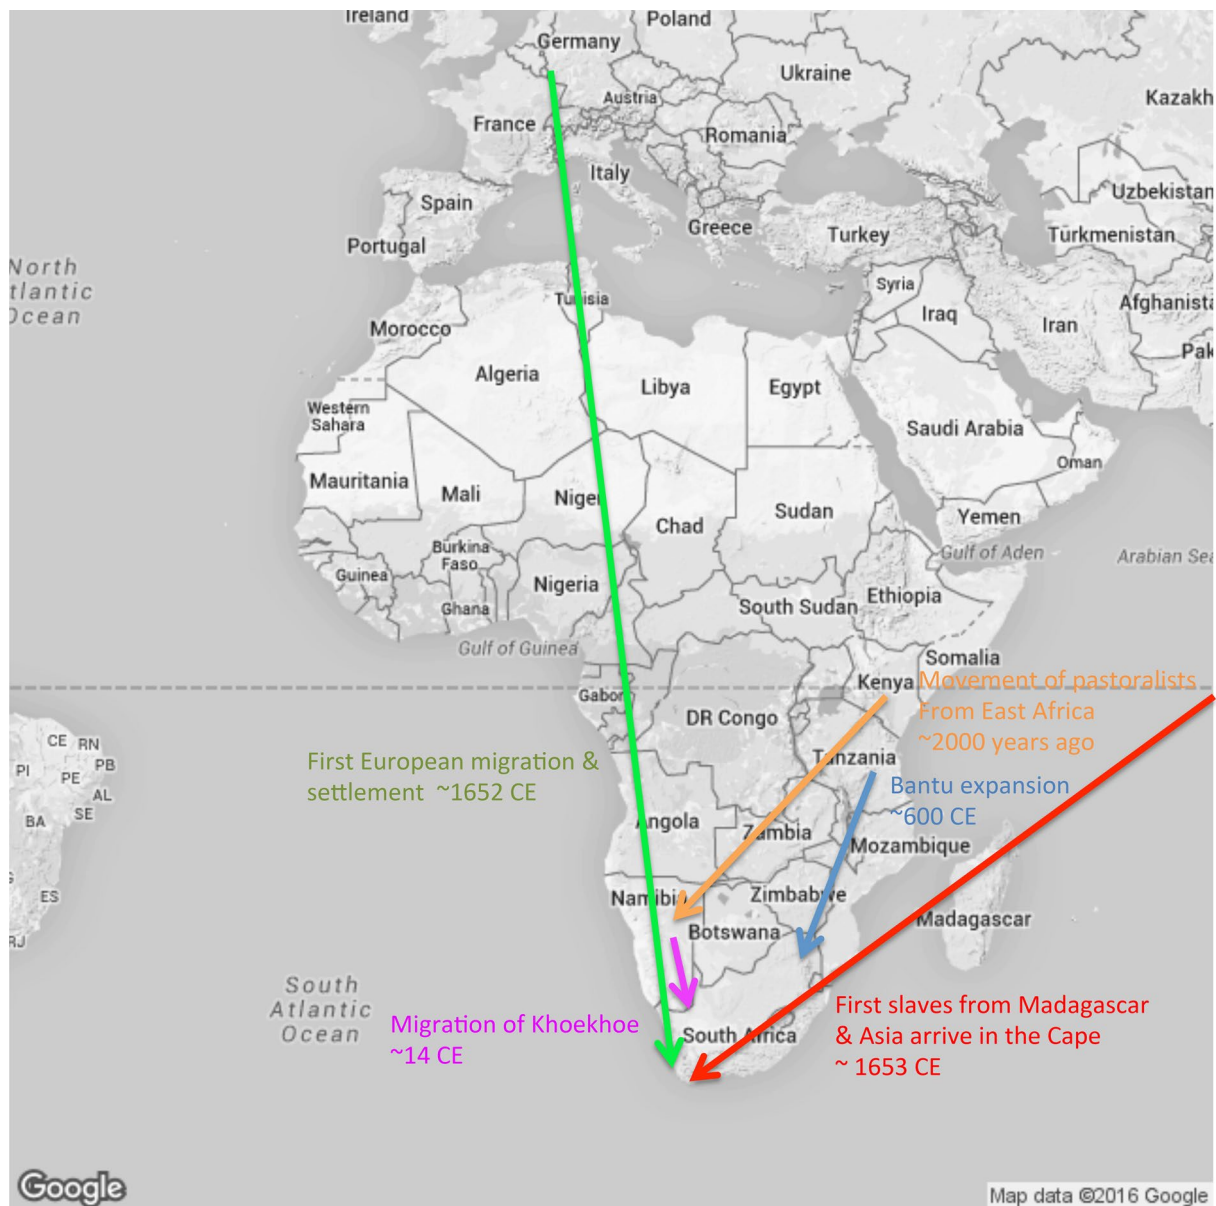 Ireland
Poland
Germany
Ukraine
Austria
Kazakh
France
Romania
Italy
Uzbekistan
Spain
Greece
Turkey
Türkmenistan
Portugal
North
tlantic
Ocean
Syria
Afghanista
Tunisia
Iraq
Iran
Morocco
Pak
Algeria
Libya
Egypt
Western
Sahara
Saudi Arabia
Oman
Mauritania
Mali
Niger
Chad
Sudan
Yemen
Burkina
Faso
Gulf of Aden
Arabian Sea
Guinea
Nigeria
Ethiopia
Ghana
South Sudan
Gulf of Guinea
Somalia
Kenya
Movement of pastoralists
From East Africa
~2000 years ago
Gabon
DR Congo
CE
RN
PI
PE
PB
AL
SE
BA
ES
RJ
First European migration &
settlement ~1652 CE
Tanzania
Bantu expansion
~600 CE
Angola
Zambia
Mozambique
Namibia
Zimbabwe
Botswana
Madagascar
South
Atlantic
Ocean
Migration of Khoekhoe
~14 CE
South Africa
First slaves from Madagascar
& Asia arrive in the Cape
~ 1653 CE
Google
Map data ©2016 Google